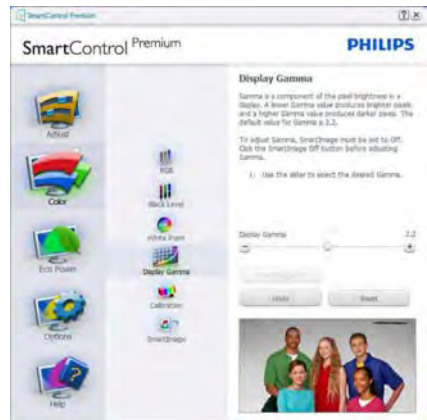 SmartControl Premium
SmartControl Premium
PHILIPS
Adjust
Color
Eco Power
Options
Help
RGB
Black Level
White Point
Display Gamma
Calibration
SmartImage
Display Gamma
Gamma is a component of the pixel brightness in a
display. A lower Gamma value produces brighter pixels
and a higher Gamma value produces darker pixels. The
default value for Gamma is 2.2.
To adjust Gamma, SmartImage must be set to Off.
Click the SmartImage Off button before adjusting
Gamma.
1. Use the slider to select the desired Gamma.
Display Gamma 2.2
Undo
Reset